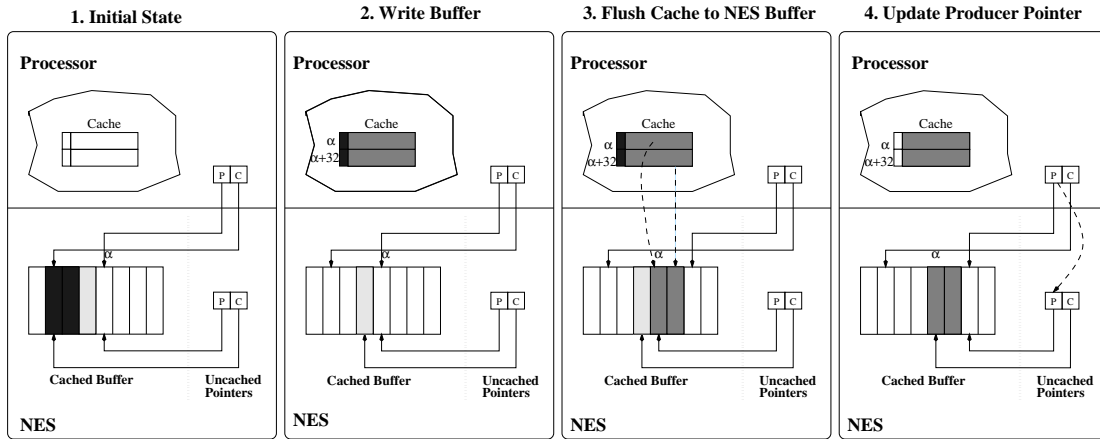 1. Initial State
Processor
Cache
P C
α
P C
Cached Buffer
Uncached
Pointers
NES
2. Write Buffer
Processor
Cache
α
α+32
P C
α
P C
Cached Buffer
Uncached
Pointers
NES
3. Flush Cache to NES Buffer
Processor
Cache
α
α+32
P C
α
P C
Cached Buffer
Uncached
Pointers
NES
4. Update Producer Pointer
Processor
Cache
α
α+32
P C
α
P C
Cached Buffer
Uncached
Pointers
NES